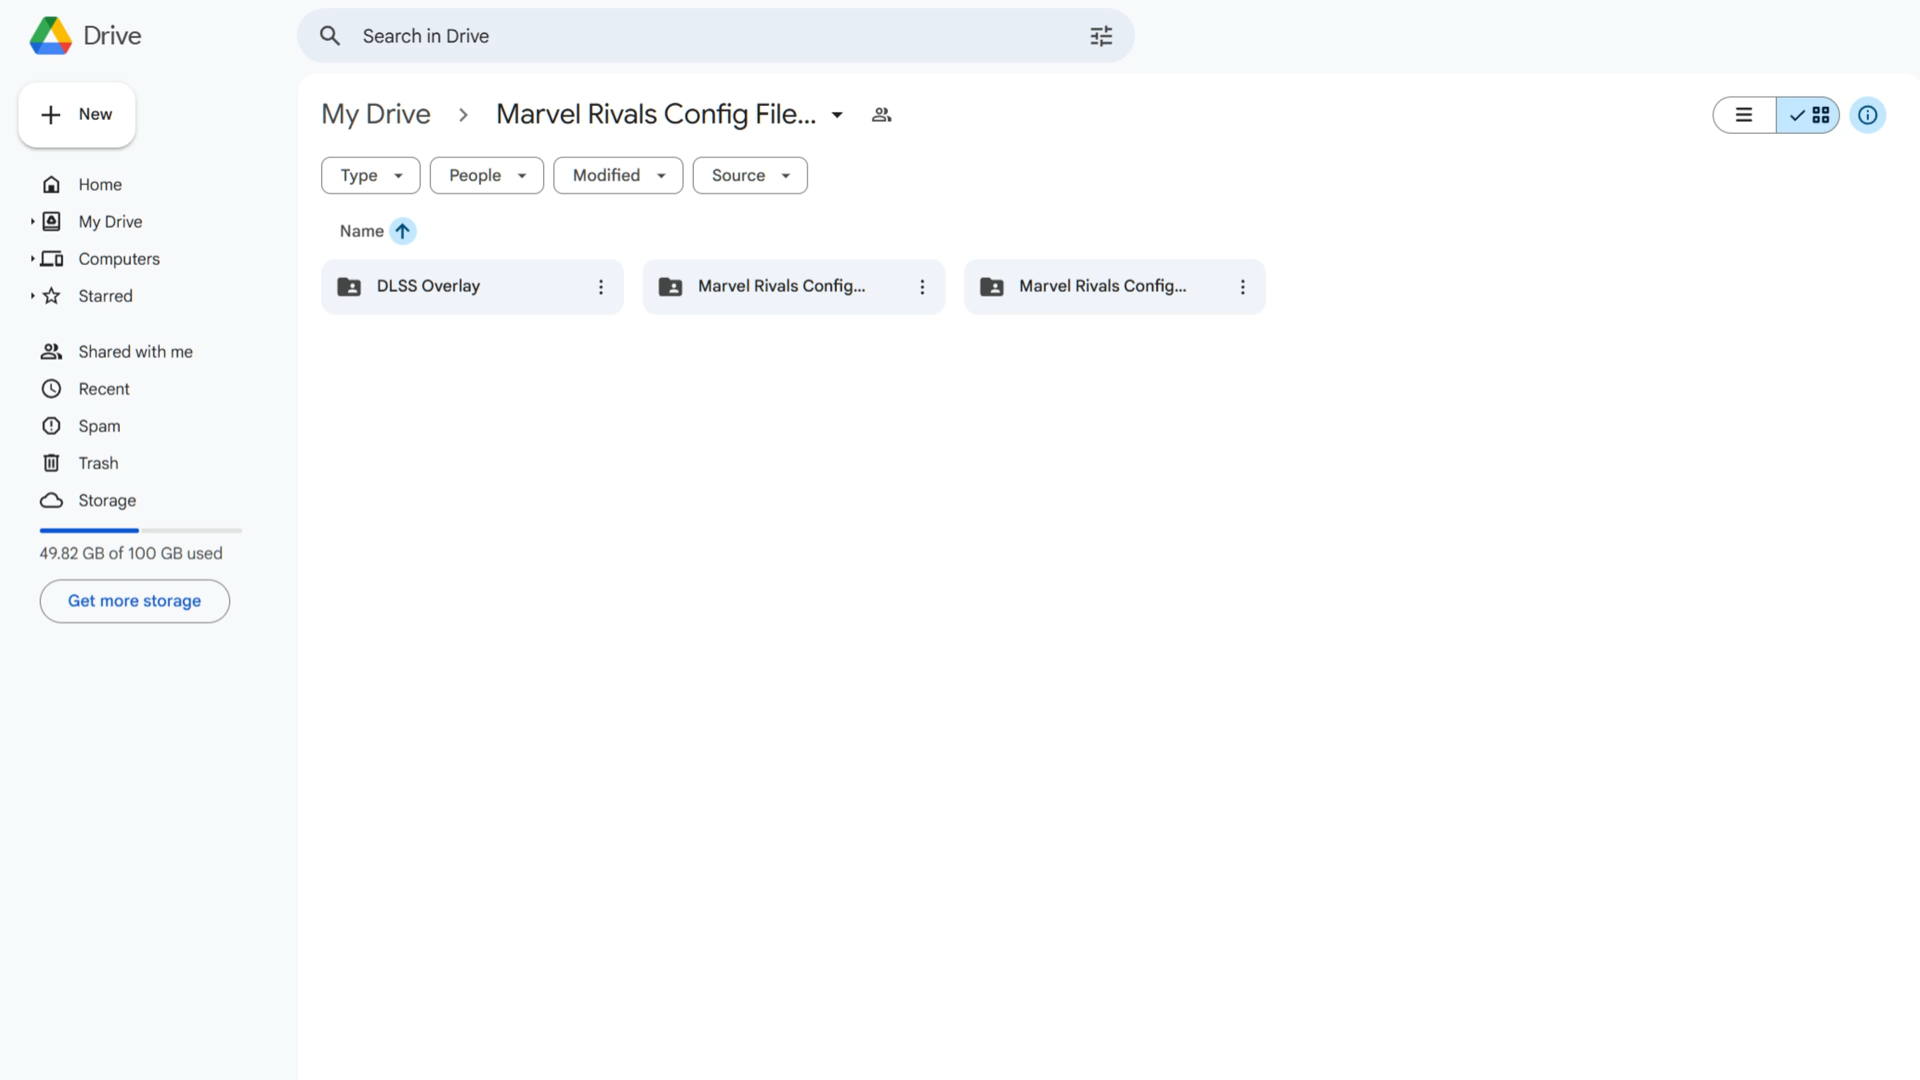 Drive
Search in Drive
New
My Drive
Marvel Rivals Config File...
Type
People
Modified
Source
Home
My Drive
Computers
Starred
Name
DLSS Overlay
Marvel Rivals Config...
Marvel Rivals Config...
Shared with me
Recent
Spam
Trash
Storage
49.82 GB of 100 GB used
Get more storage